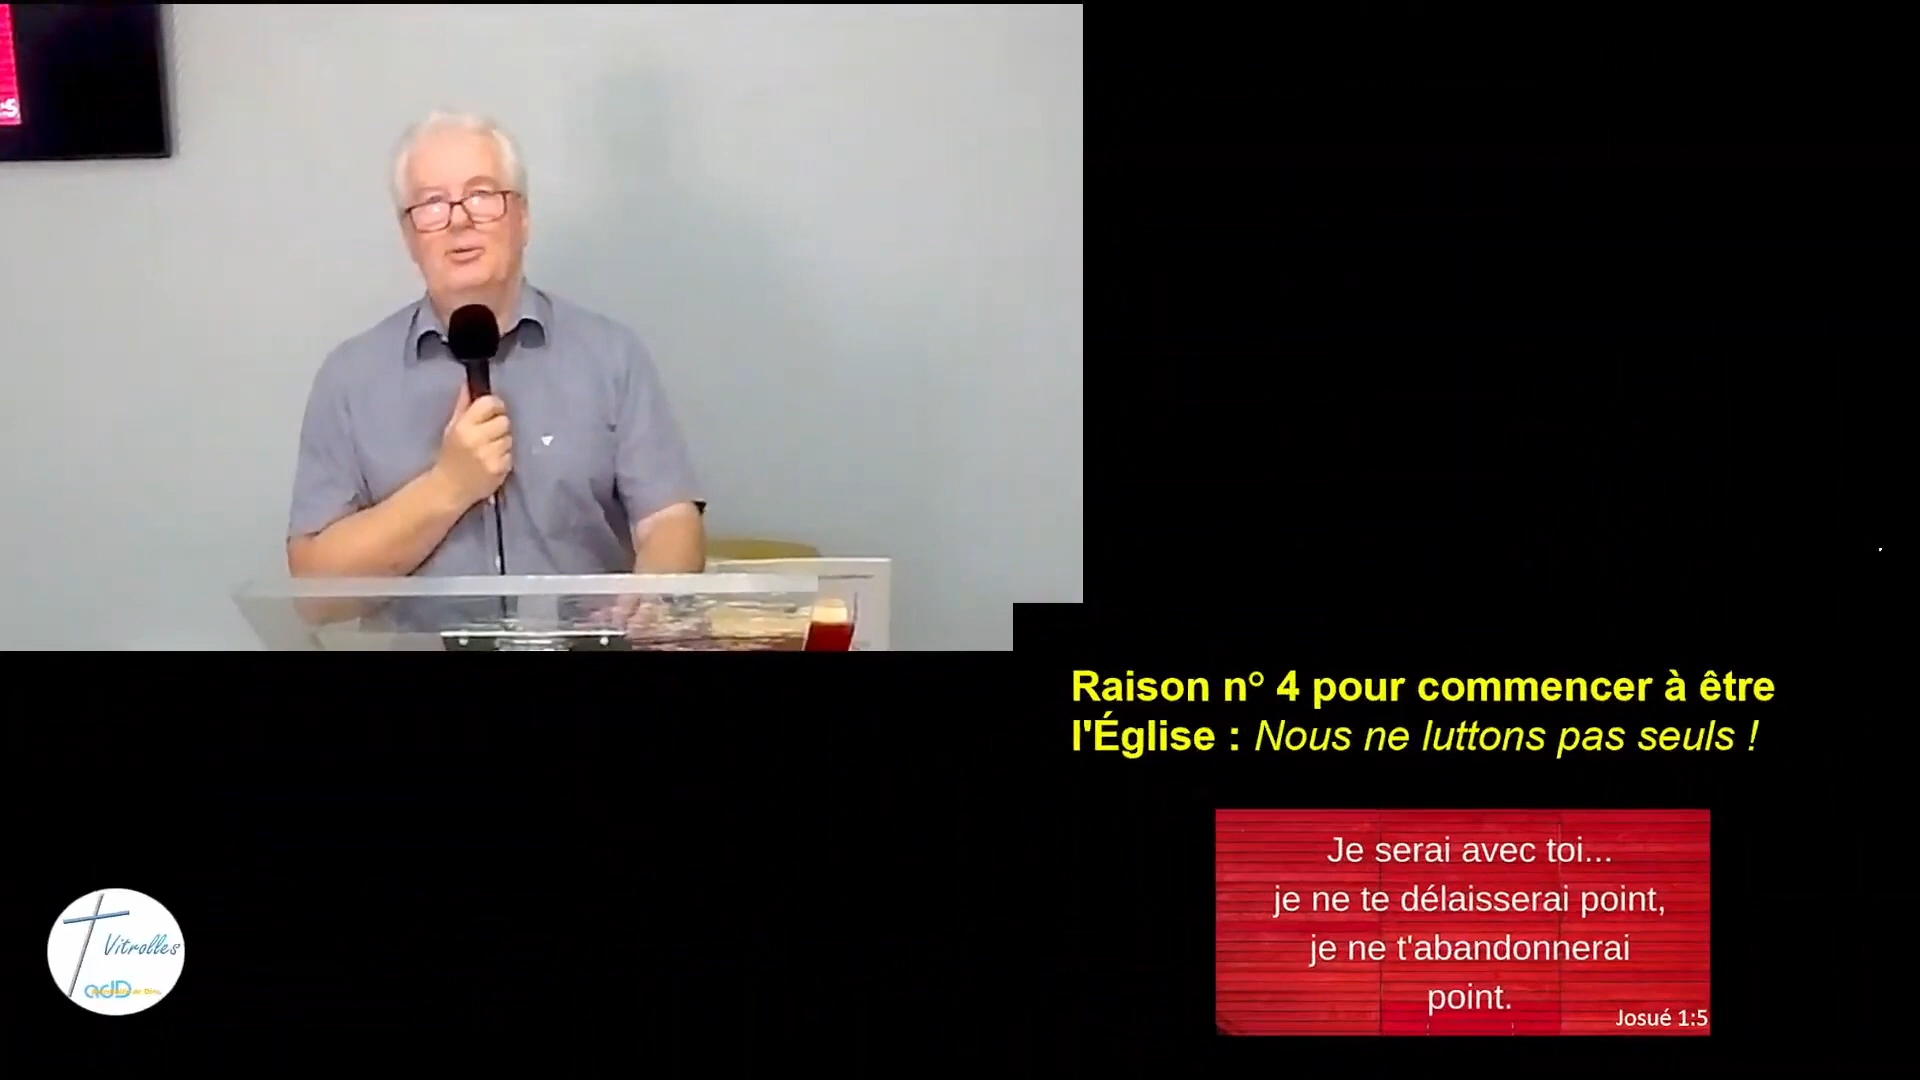 :5
Raison n° 4 pour commencer à être
l'Église : Nous ne luttons pas seuls !
Je serai avec toi...
je ne te délaisserai point,
je ne t'abandonnerai
point.
Josué 1:5
Vitrolles
adD